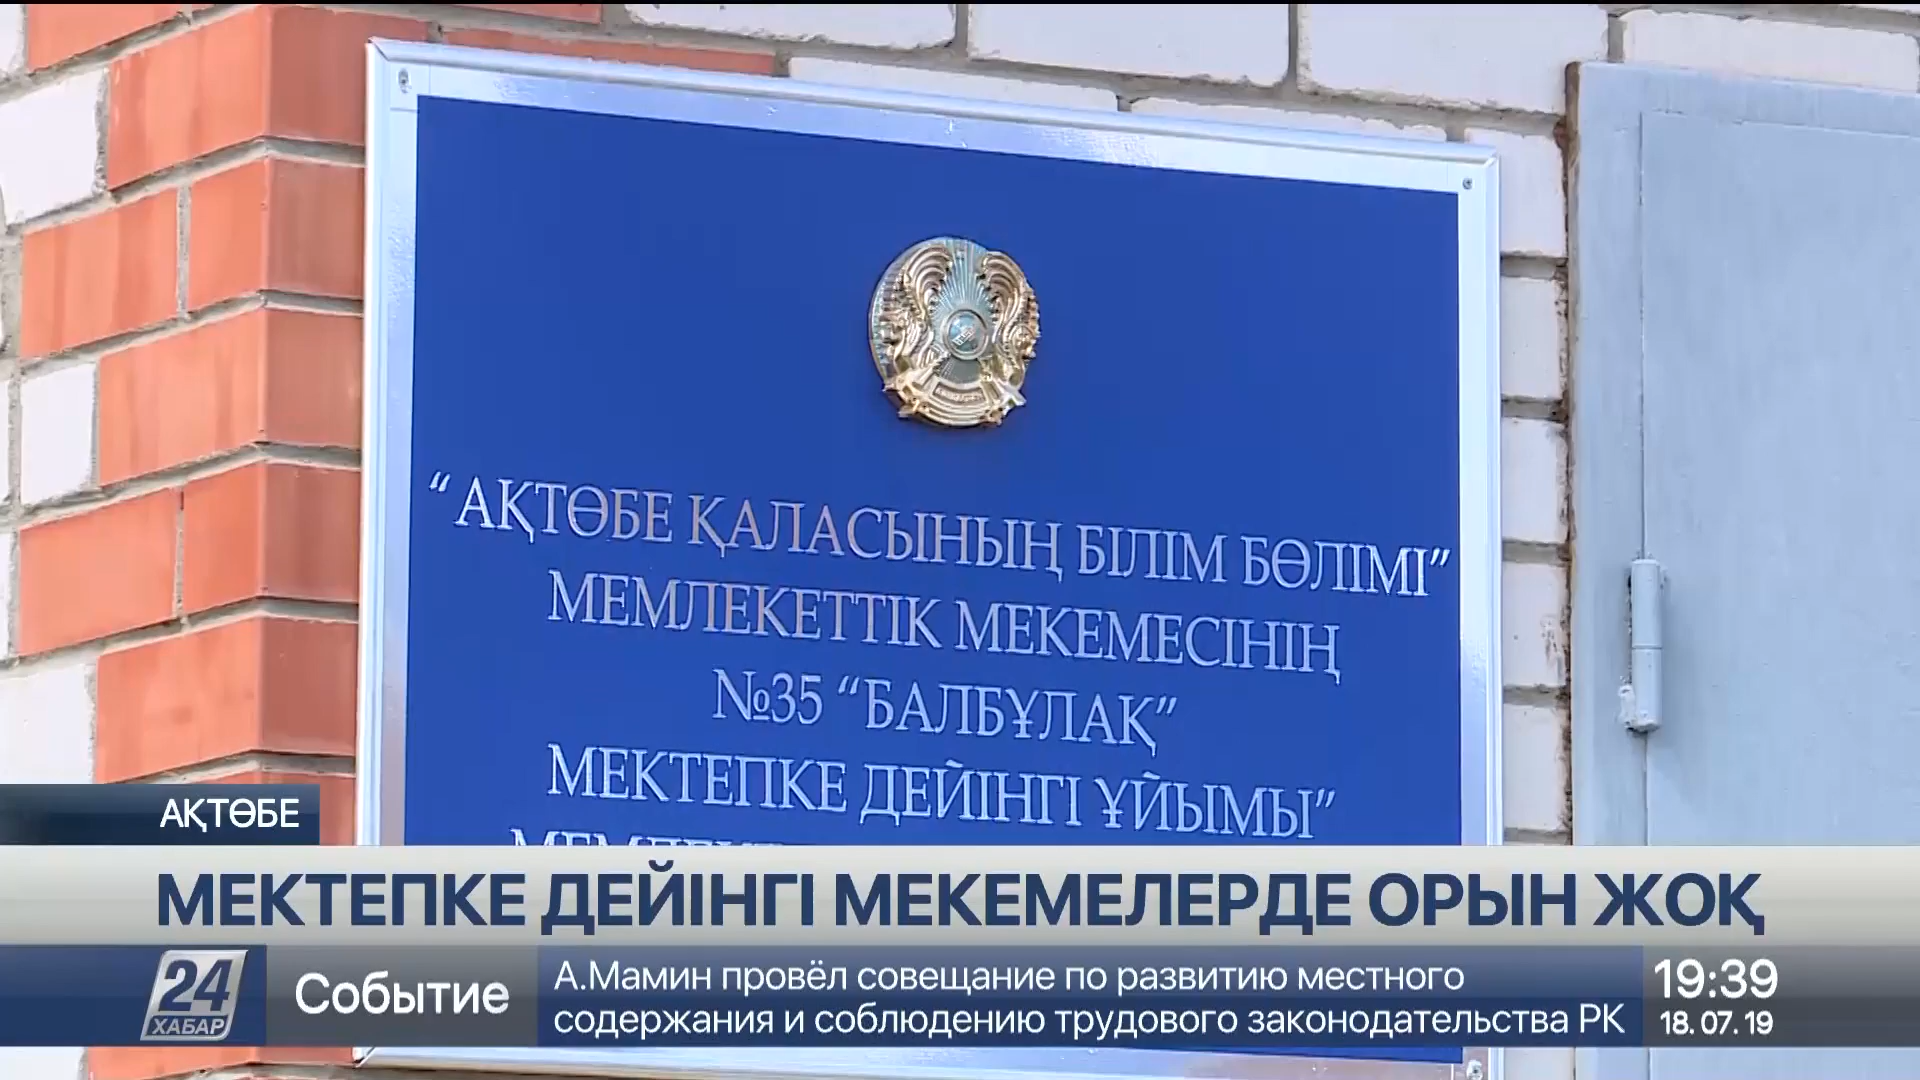 “АҚТӨБЕ ҚАЛАСЫНЫҢ БІЛІМ БӨЛІМІ”
МЕМЛЕКЕТТІК МЕКЕМЕСІНІҢ
№35 “БАЛБҰЛАҚ”
МЕКТЕПКЕ ДЕЙІНГІ ҰЙЫМЫ”
АҚТӨБЕ
МЕКТЕПКЕ ДЕЙІНГІ МЕКЕМЕЛЕРДЕ ОРЫН ЖОҚ
24
ХАБАР
Событие
А.Мамин провёл совещание по развитию местного
содержания и соблюдению трудового законодательства РК
19:39
18.07.19